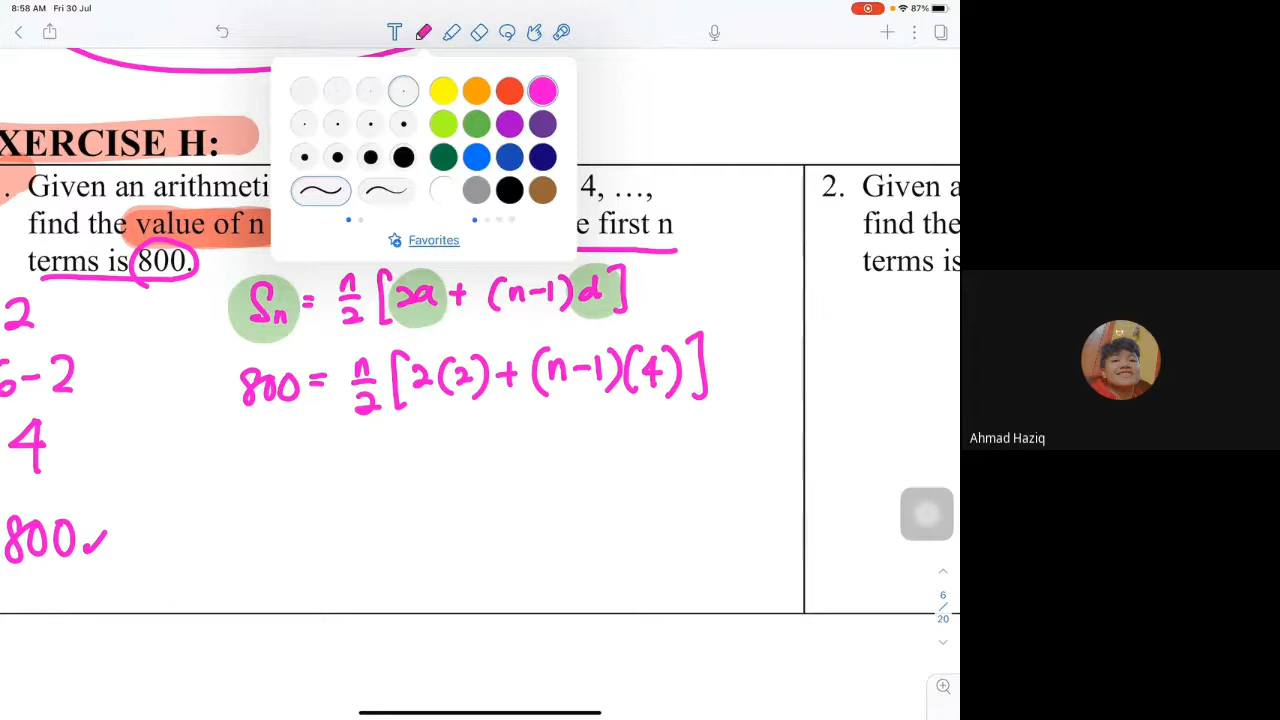 8:58 AM Fri 30 Jul
87%
T
XERCISE H:
. Given an arithmeti 4, …,
find the value of n e first n
terms is 800.
2. Given a
find the
terms is
Favorites
2
6 - 2
4
800 ✓
Sn = n/2 [2a + (n-1)d]
800 = n/2 [2(2) + (n-1)(4)]
Ahmad Haziq
6
/
20